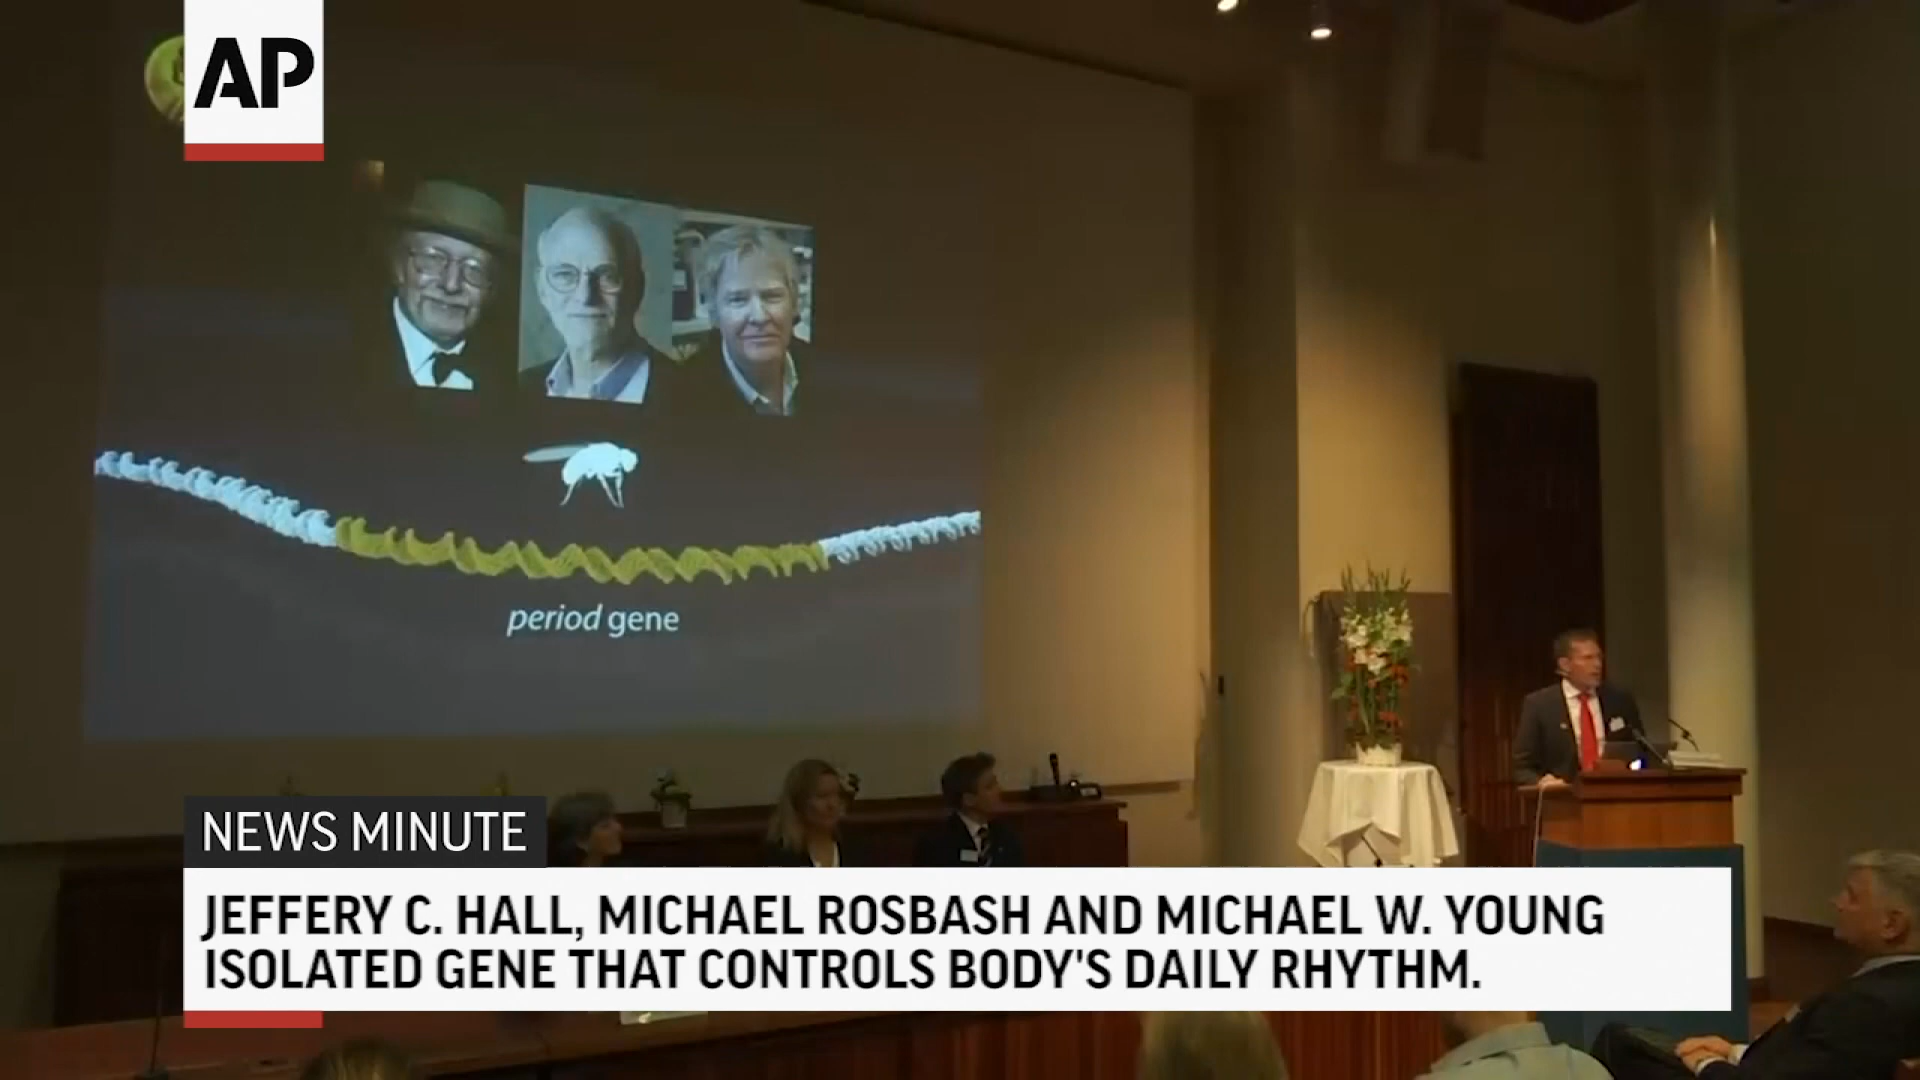 AP
period gene
NEWS MINUTE
JEFFERY C. HALL, MICHAEL ROSBASH AND MICHAEL W. YOUNG
ISOLATED GENE THAT CONTROLS BODY'S DAILY RHYTHM.